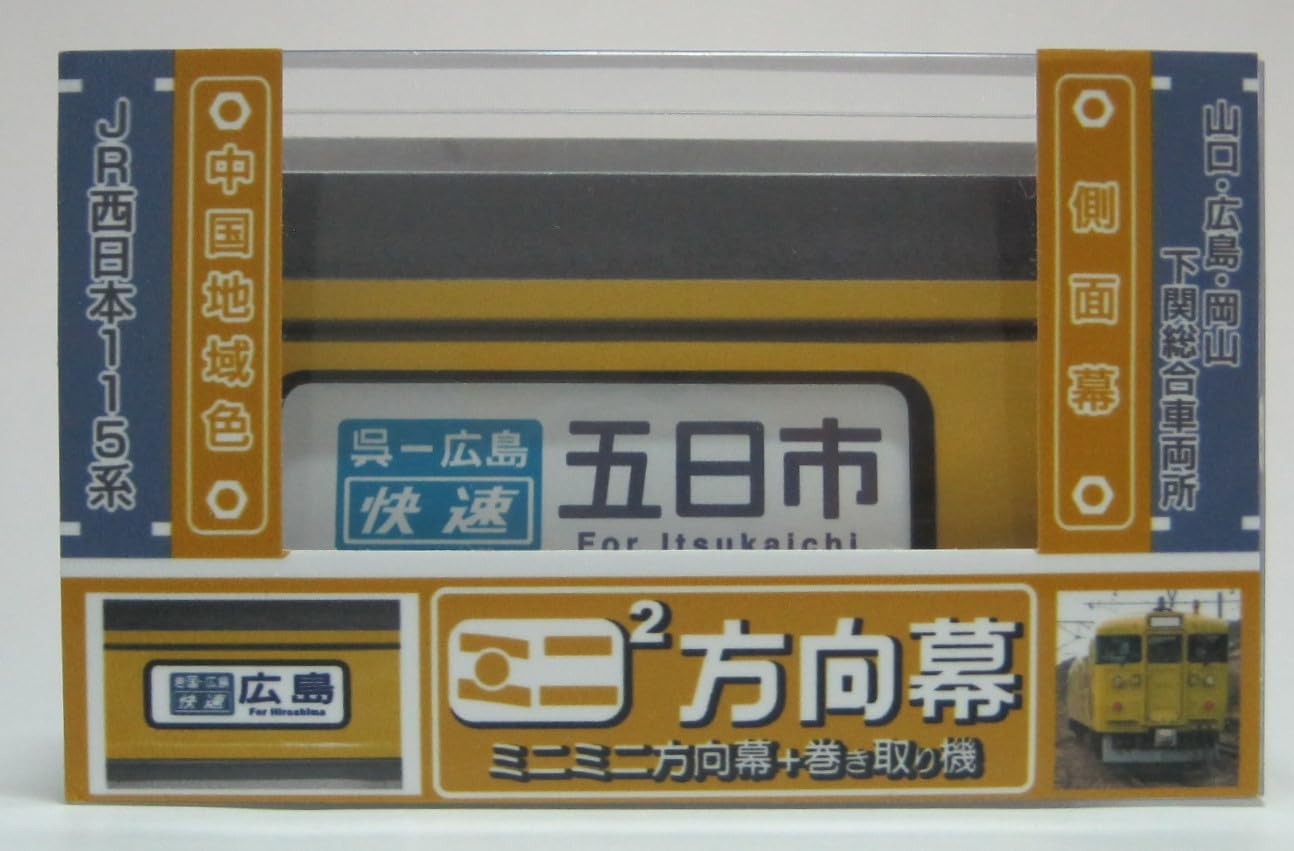 JR西日本115系
中国地域色
側面幕
山口・広島・岡山
下関総合車両所
呉－広島
快速
五日市
For Itsukaichi
快速
広島
For Hiroshima
ミニ²方向幕
ミニミニ方向幕+巻き取り機